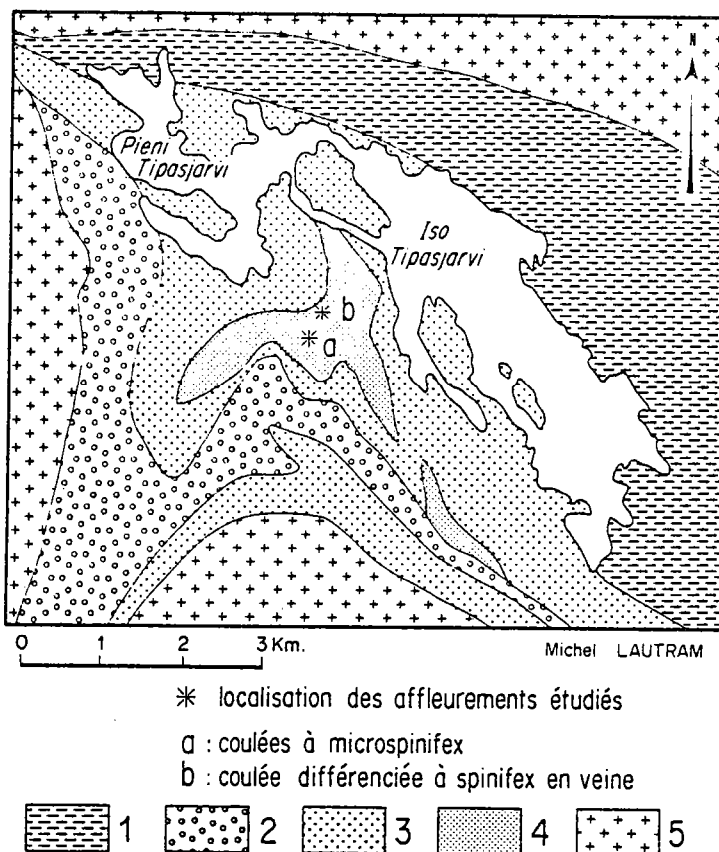 N
Pieni
Tipasjarvi
Iso
Tipasjarvi
b
a
0 1 2 3 Km.
Michel LAUTRAM
* localisation des affleurements étudiés
a : coulées à microspinifex
b : coulée différenciée à spinifex en veine
1 2 3 4 5